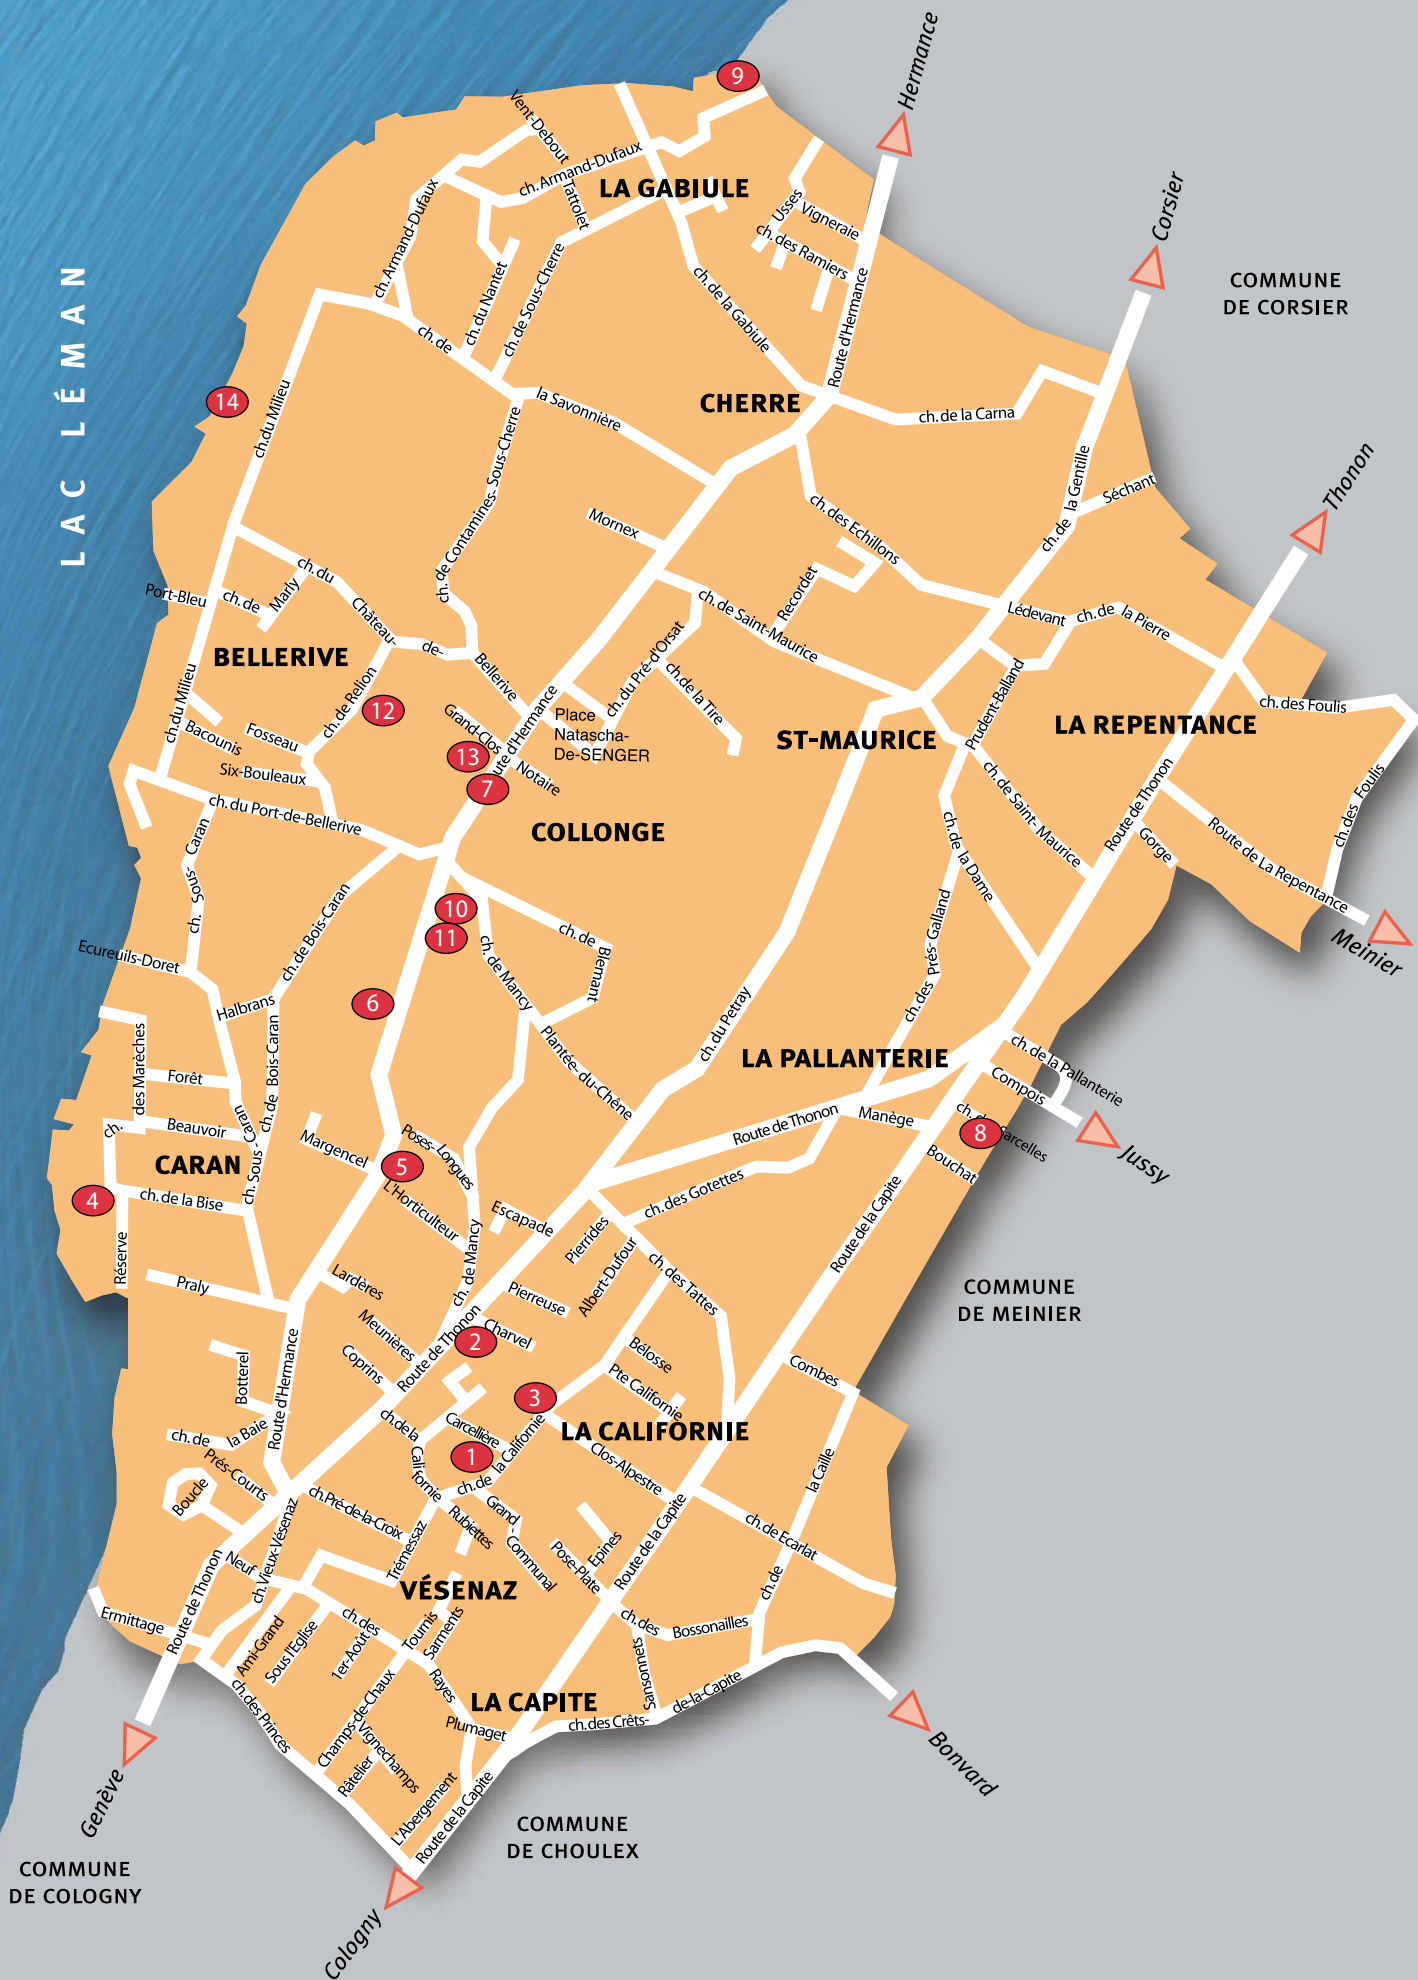 9
Hermance
Vent-Debout
ch. Armand-Dufaux
LA GABIULE
Tattolet
Usses
Vigneraie
ch. des Ramiers
Corsier
ch. Armand-Dufaux
ch. du Nantet
ch. de Sous-Cherre
ch. de la Gabiule
Route d'Hermance
COMMUNE
DE CORSIER
LAC LÉMAN
ch. de
la Savonnière
14
ch. du Milieu
CHERRE
ch. de la Carna
ch. de Contamines- Sous-Cherre
Mornex
ch. des Echillons
ch. de la Gentille
Séchant
Thonon
Recordet
ch. du
Château-
de-
Bellerive
Port-Bleu
ch. de
Marly
ch. de Saint-Maurice
Lédevant
ch. de la Pierre
BELLERIVE
ch. du Pré-d'Orsat
ch. de la Tire
Prudent-Balland
ch. du Milieu
ch. de Relion
12
Bacounis
Fosseau
Six-Bouleaux
Grand-Clos
13
7
Route d'Hermance
Notaire
Place
Natascha-
De-SENGER
ST-MAURICE
LA REPENTANCE
ch. des Foulis
ch. des Foulis
ch. du Port-de-Bellerive
COLLONGE
ch. de Saint- Maurice
Route de Thonon
Gorge
Route de La Repentance
Meinier
ch. Sous- Caran
ch. de Bois-Caran
10
11
ch. de
Blemant
ch. de Mancy
ch. de la Dame
ch. des Prés- Galland
Ecureuils-Doret
Halbrans
6
Plantée- du-Chêne
ch. du Petray
LA PALLANTERIE
ch. de la Pallanterie
Compois
Jussy
des Marèches
ch.
Forêt
Beauvoir
ch. Sous - Caran
ch. de Bois-Caran
CARAN
Margencel
5
Poses- Longues
Route de Thonon
Manège
8
Bouchat
4
ch. de la Bise
Réserve
Praly
L'Horticulteur
Escapade
ch. de Mancy
Pierrides
ch. des Gotettes
Albert-Dufour
ch. des Tattes
Route de la Capite
COMMUNE
DE MEINIER
Lardères
Meunières
Coprins
Pierreuse
Charvel
2
Route de Thonon
Botterel
Route d'Hermance
Bélosse
Pte Californie
Combes
3
LA CALIFORNIE
ch. de la Baie
Prés-Courts
Boucle
ch. de la
Californie
Carcellière
1
ch. de la Californie
Clos-Alpestre
la Caille
ch. de
ch. Pré-de-la-Croix
Trémessaz
Rubiettes
Grand - Communal
Pose-Plate
Epines
Route de la Capite
ch. de Ecarlat
Neuf
ch. Vieux-Vésenaz
VÉSENAZ
Ermittage
Route de Thonon
Ami-Grand
Sous l'Eglise
ch. des
1er-Août
Tournis
Sarments
Rayes
ch. des
Bossonailles
Sansonnets
ch. des Princes
Champs-de-Chaux
Vignechamps
Râtelier
LA CAPITE
Plumaget
ch. des Crêts-
de-la-Capite
L'Abergement
Route de la Capite
Bonvard
Genève
COMMUNE
DE CHOULEX
COMMUNE
DE COLOGNY
Cologny